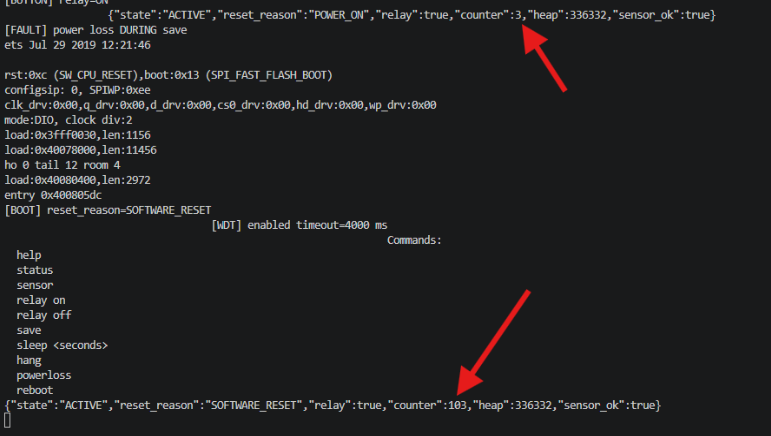 [BUTTON] relay=ON
{"state":"ACTIVE","reset_reason":"POWER_ON","relay":true,"counter":3,"heap":336332,"sensor_ok":true}
[FAULT] power loss DURING save
ets Jul 29 2019 12:21:46
rst:0xc (SW_CPU_RESET),boot:0x13 (SPI_FAST_FLASH_BOOT)
configsip: 0, SPIWP:0xee
clk_drv:0x00,q_drv:0x00,d_drv:0x00,cs0_drv:0x00,hd_drv:0x00,wp_drv:0x00
mode:DIO, clock div:2
load:0x3fff0030,len:1156
load:0x40078000,len:11456
ho 0 tail 12 room 4
load:0x40080400,len:2972
entry 0x400805dc
[BOOT] reset_reason=SOFTWARE_RESET
[WDT] enabled timeout=4000 ms
Commands:
help
status
sensor
relay on
relay off
save
sleep <seconds>
hang
powerloss
reboot
{"state":"ACTIVE","reset_reason":"SOFTWARE_RESET","relay":true,"counter":103,"heap":336332,"sensor_ok":true}